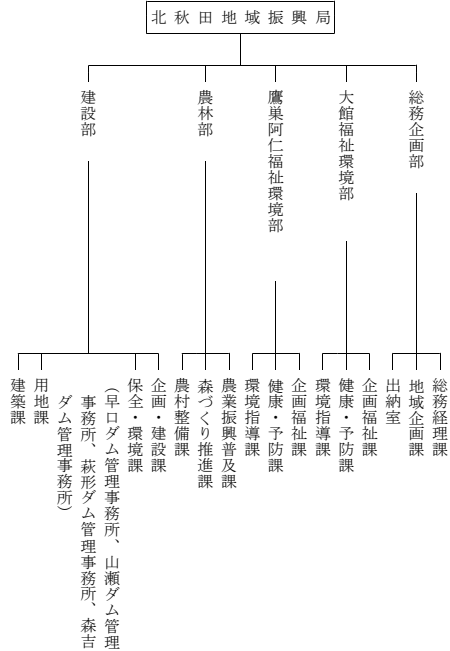 北秋田地域振興局
総務企画部
大館福祉環境部
鷹巣阿仁福祉環境部
農林部
建設部
総務経理課
地域企画課
出納室
企画福祉課
健康・予防課
環境指導課
企画福祉課
健康・予防課
環境指導課
農業振興普及課
森づくり推進課
農村整備課
企画・建設課
保全・環境課
（早口ダム管理事務所、山瀬ダム管理
事務所、萩形ダム管理事務所、森吉
ダム管理事務所）
用地課
建築課